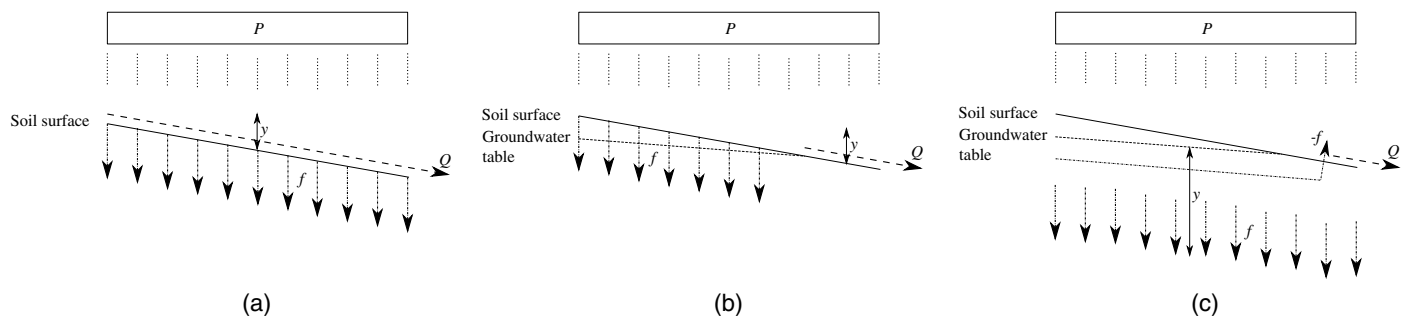 P
Soil surface
y
f
Q
(a)
P
Soil surface
Groundwater
table
f
y
Q
(b)
P
Soil surface
Groundwater
table
-f
Q
y
f
(c)